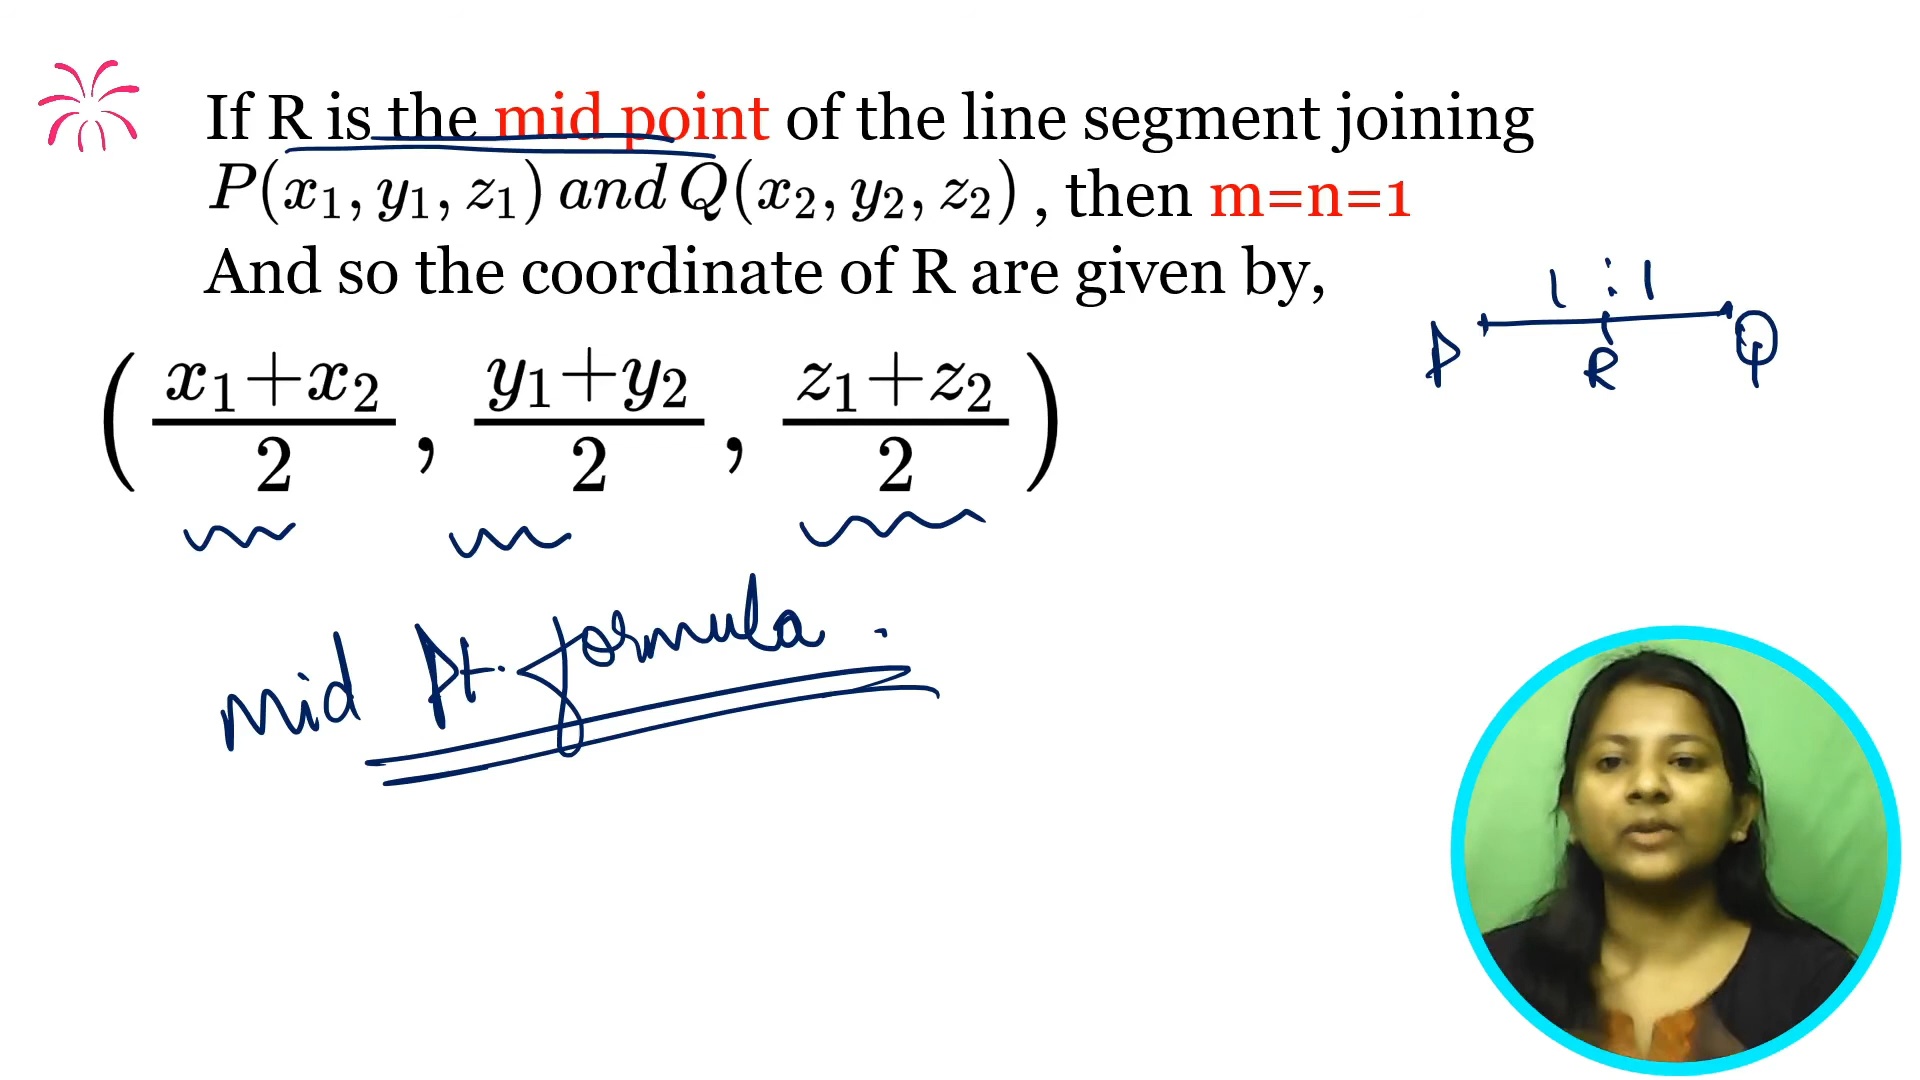 If R is the mid point of the line segment joining
P(x₁, y₁, z₁) and Q(x₂, y₂, z₂) , then m=n=1
And so the coordinate of R are given by,
1 : 1
P R Q
( x₁+x₂/2 , y₁+y₂/2 , z₁+z₂/2 )
mid Pt. formula .